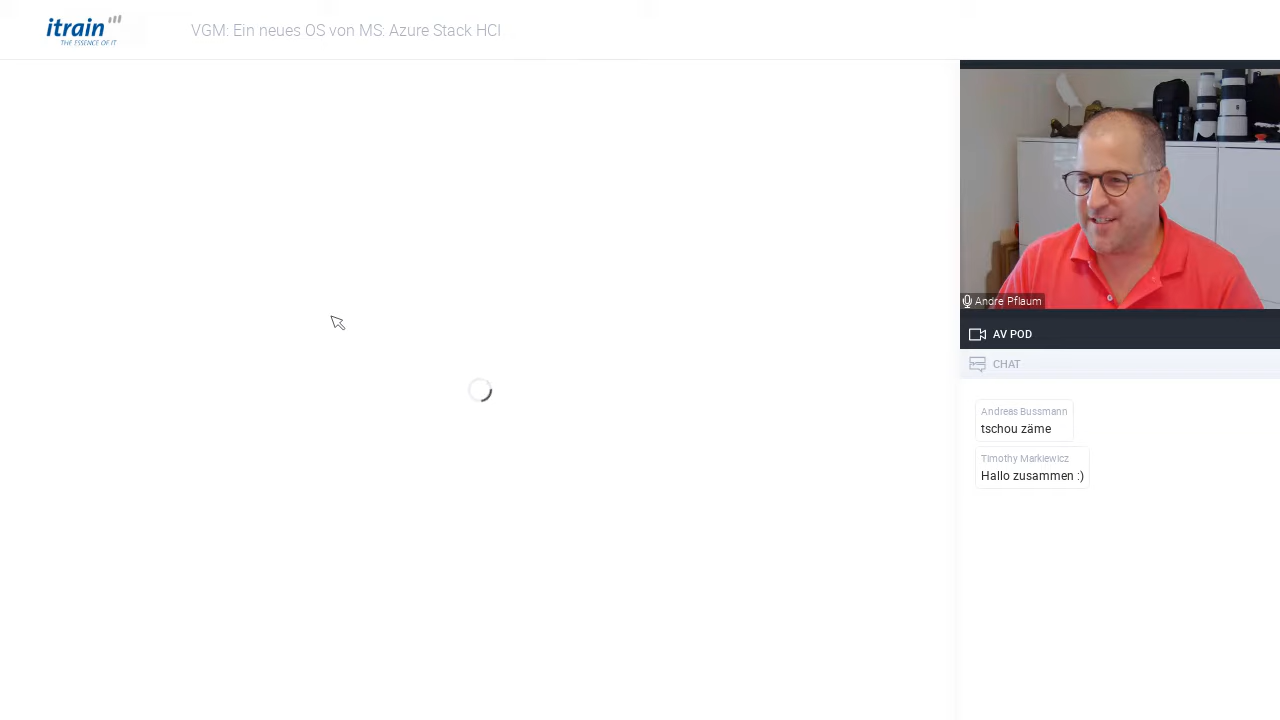 itrain
THE ESSENCE OF IT
VGM: Ein neues OS von MS: Azure Stack HCI
Andre Pflaum
AV POD
CHAT
Andreas Bussmann
tschou zäme
Timothy Markiewicz
Hallo zusammen :)